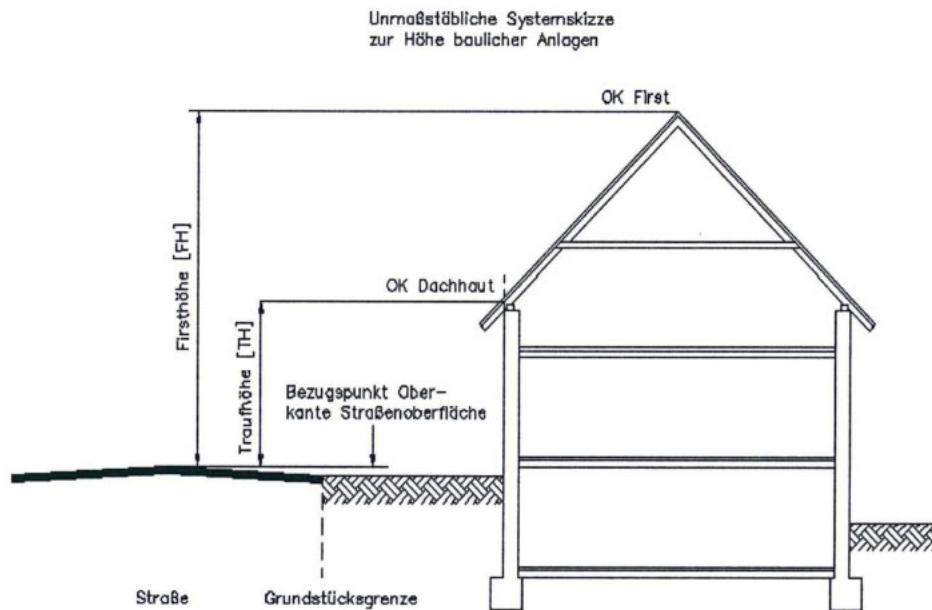 Unmaßstäbliche Systemskizze
zur Höhe baulicher Anlagen
OK First
Firsthöhe [FH]
OK Dachhaut
Traufhöhe [TH]
Bezugspunkt Ober-
kante Straßenoberfläche
Straße
Grundstücksgrenze